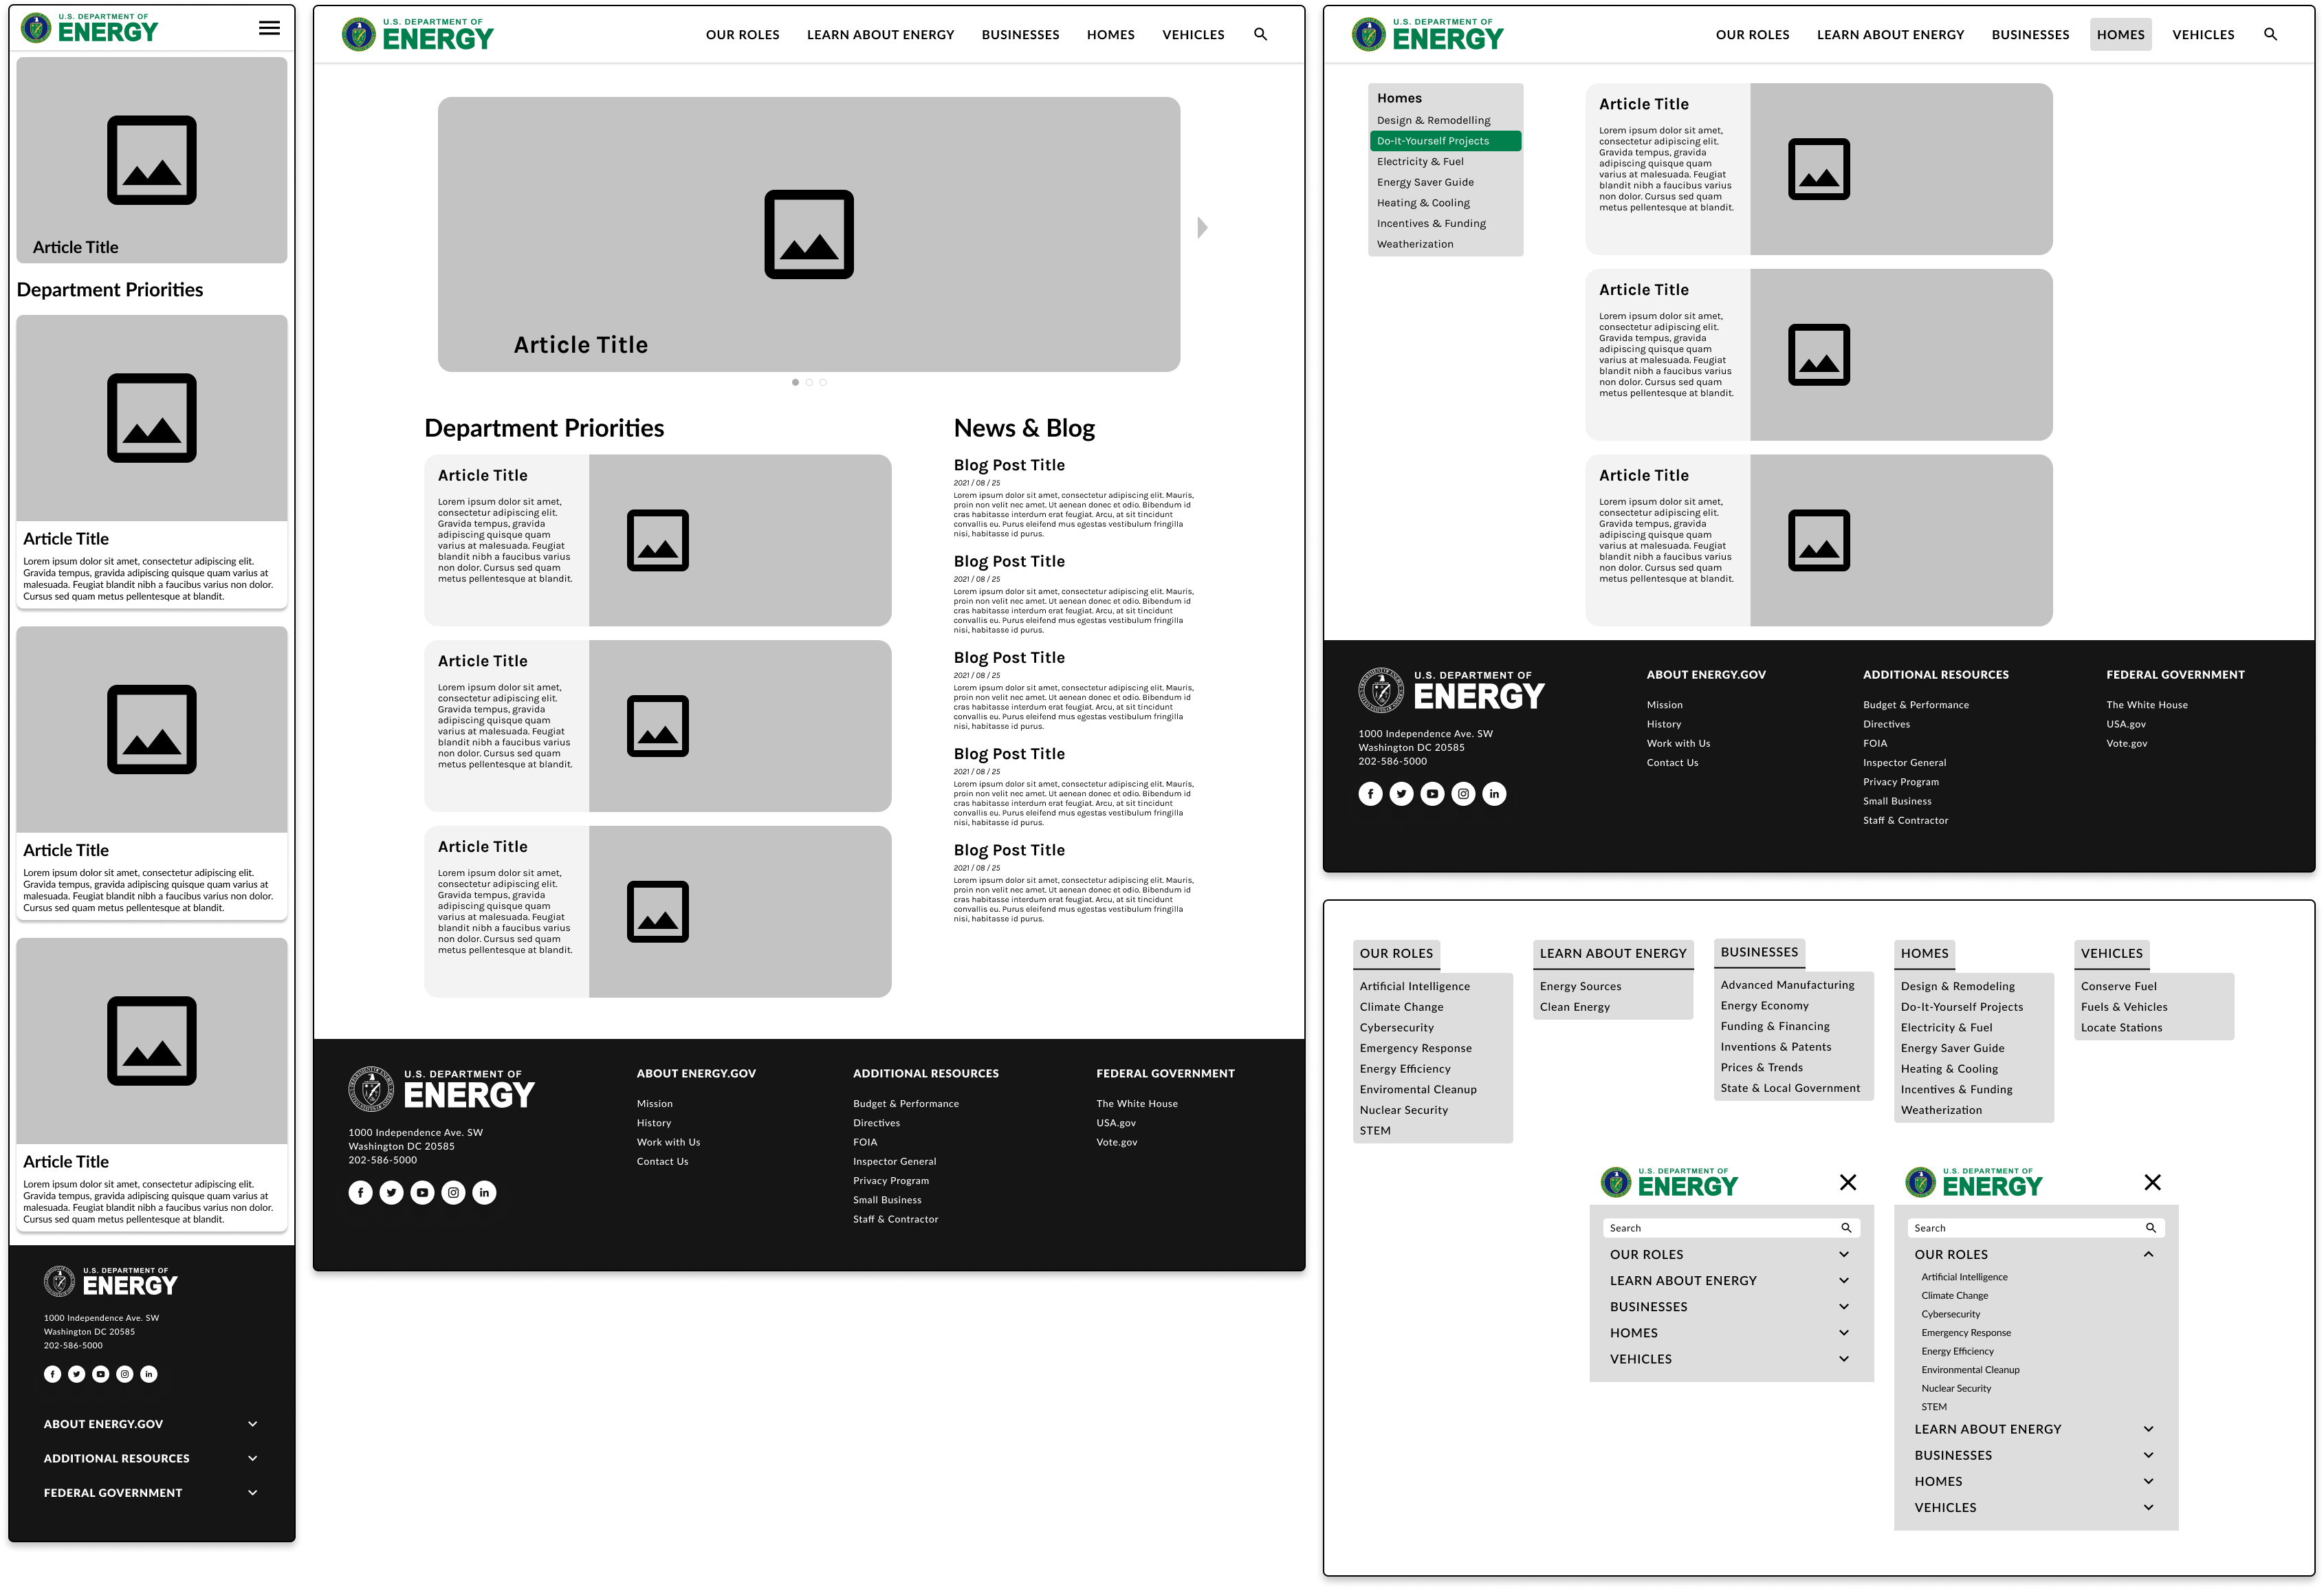 U.S. DEPARTMENT OF
ENERGY
Article Title
Department Priorities
Article Title
Lorem ipsum dolor sit amet, consectetur adipiscing elit.
Gravida tempus, gravida adipiscing quisque quam varius at
malesuada. Feugiat blandit nibh a faucibus varius non dolor.
Cursus sed quam metus pellentesque at blandit.
Article Title
Lorem ipsum dolor sit amet, consectetur adipiscing elit.
Gravida tempus, gravida adipiscing quisque quam varius at
malesuada. Feugiat blandit nibh a faucibus varius non dolor.
Cursus sed quam metus pellentesque at blandit.
Article Title
Lorem ipsum dolor sit amet, consectetur adipiscing elit.
Gravida tempus, gravida adipiscing quisque quam varius at
malesuada. Feugiat blandit nibh a faucibus varius non dolor.
Cursus sed quam metus pellentesque at blandit.
U.S. DEPARTMENT OF
ENERGY
1000 Independence Ave. SW
Washington DC 20585
202-586-5000
ABOUT ENERGY.GOV
ADDITIONAL RESOURCES
FEDERAL GOVERNMENT
U.S. DEPARTMENT OF
ENERGY
OUR ROLES LEARN ABOUT ENERGY BUSINESSES HOMES VEHICLES
Article Title
Department Priorities
Article Title
Lorem ipsum dolor sit amet,
consectetur adipiscing elit.
Gravida tempus, gravida
adipiscing quisque quam
varius at malesuada. Feugiat
blandit nibh a faucibus varius
non dolor. Cursus sed quam
metus pellentesque at blandit.
Article Title
Lorem ipsum dolor sit amet,
consectetur adipiscing elit.
Gravida tempus, gravida
adipiscing quisque quam
varius at malesuada. Feugiat
blandit nibh a faucibus varius
non dolor. Cursus sed quam
metus pellentesque at blandit.
Article Title
Lorem ipsum dolor sit amet,
consectetur adipiscing elit.
Gravida tempus, gravida
adipiscing quisque quam
varius at malesuada. Feugiat
blandit nibh a faucibus varius
non dolor. Cursus sed quam
metus pellentesque at blandit.
News & Blog
Blog Post Title
2021 / 08 / 25
Lorem ipsum dolor sit amet, consectetur adipiscing elit. Mauris,
proin non velit nec amet. Ut aenean donec et odio. Bibendum id
cras habitasse interdum erat feugiat. Arcu, at sit tincidunt
convallis eu. Purus eleifend mus egestas vestibulum fringilla
nisi, habitasse id purus.
Blog Post Title
2021 / 08 / 25
Lorem ipsum dolor sit amet, consectetur adipiscing elit. Mauris,
proin non velit nec amet. Ut aenean donec et odio. Bibendum id
cras habitasse interdum erat feugiat. Arcu, at sit tincidunt
convallis eu. Purus eleifend mus egestas vestibulum fringilla
nisi, habitasse id purus.
Blog Post Title
2021 / 08 / 25
Lorem ipsum dolor sit amet, consectetur adipiscing elit. Mauris,
proin non velit nec amet. Ut aenean donec et odio. Bibendum id
cras habitasse interdum erat feugiat. Arcu, at sit tincidunt
convallis eu. Purus eleifend mus egestas vestibulum fringilla
nisi, habitasse id purus.
Blog Post Title
2021 / 08 / 25
Lorem ipsum dolor sit amet, consectetur adipiscing elit. Mauris,
proin non velit nec amet. Ut aenean donec et odio. Bibendum id
cras habitasse interdum erat feugiat. Arcu, at sit tincidunt
convallis eu. Purus eleifend mus egestas vestibulum fringilla
nisi, habitasse id purus.
Blog Post Title
2021 / 08 / 25
Lorem ipsum dolor sit amet, consectetur adipiscing elit. Mauris,
proin non velit nec amet. Ut aenean donec et odio. Bibendum id
cras habitasse interdum erat feugiat. Arcu, at sit tincidunt
convallis eu. Purus eleifend mus egestas vestibulum fringilla
nisi, habitasse id purus.
U.S. DEPARTMENT OF
ENERGY
1000 Independence Ave. SW
Washington DC 20585
202-586-5000
ABOUT ENERGY.GOV
Mission
History
Work with Us
Contact Us
ADDITIONAL RESOURCES
Budget & Performance
Directives
FOIA
Inspector General
Privacy Program
Small Business
Staff & Contractor
FEDERAL GOVERNMENT
The White House
USA.gov
Vote.gov
U.S. DEPARTMENT OF
ENERGY
OUR ROLES LEARN ABOUT ENERGY BUSINESSES HOMES VEHICLES
Homes
Design & Remodelling
Do-It-Yourself Projects
Electricity & Fuel
Energy Saver Guide
Heating & Cooling
Incentives & Funding
Weatherization
Article Title
Lorem ipsum dolor sit amet,
consectetur adipiscing elit.
Gravida tempus, gravida
adipiscing quisque quam
varius at malesuada. Feugiat
blandit nibh a faucibus varius
non dolor. Cursus sed quam
metus pellentesque at blandit.
Article Title
Lorem ipsum dolor sit amet,
consectetur adipiscing elit.
Gravida tempus, gravida
adipiscing quisque quam
varius at malesuada. Feugiat
blandit nibh a faucibus varius
non dolor. Cursus sed quam
metus pellentesque at blandit.
Article Title
Lorem ipsum dolor sit amet,
consectetur adipiscing elit.
Gravida tempus, gravida
adipiscing quisque quam
varius at malesuada. Feugiat
blandit nibh a faucibus varius
non dolor. Cursus sed quam
metus pellentesque at blandit.
U.S. DEPARTMENT OF
ENERGY
1000 Independence Ave. SW
Washington DC 20585
202-586-5000
ABOUT ENERGY.GOV
Mission
History
Work with Us
Contact Us
ADDITIONAL RESOURCES
Budget & Performance
Directives
FOIA
Inspector General
Privacy Program
Small Business
Staff & Contractor
FEDERAL GOVERNMENT
The White House
USA.gov
Vote.gov
OUR ROLES
Artificial Intelligence
Climate Change
Cybersecurity
Emergency Response
Energy Efficiency
Enviromental Cleanup
Nuclear Security
STEM
LEARN ABOUT ENERGY
Energy Sources
Clean Energy
BUSINESSES
Advanced Manufacturing
Energy Economy
Funding & Financing
Inventions & Patents
Prices & Trends
State & Local Government
HOMES
Design & Remodeling
Do-It-Yourself Projects
Electricity & Fuel
Energy Saver Guide
Heating & Cooling
Incentives & Funding
Weatherization
VEHICLES
Conserve Fuel
Fuels & Vehicles
Locate Stations
U.S. DEPARTMENT OF
ENERGY
Search
OUR ROLES
LEARN ABOUT ENERGY
BUSINESSES
HOMES
VEHICLES
U.S. DEPARTMENT OF
ENERGY
Search
OUR ROLES
Artificial Intelligence
Climate Change
Cybersecurity
Emergency Response
Energy Efficiency
Environmental Cleanup
Nuclear Security
STEM
LEARN ABOUT ENERGY
BUSINESSES
HOMES
VEHICLES